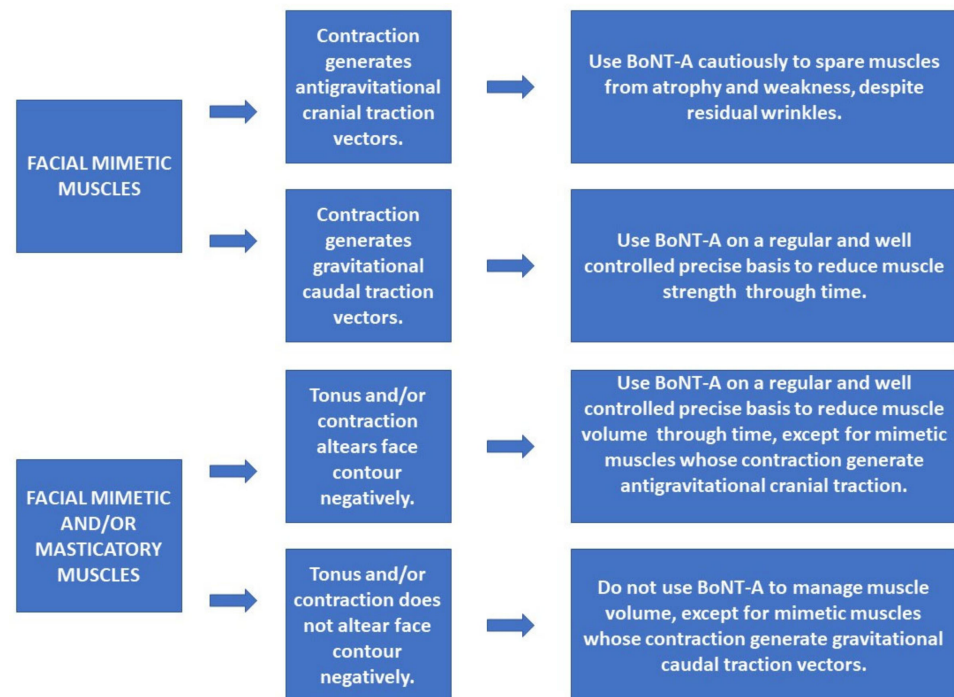 FACIAL MIMETIC
MUSCLES
Contraction
generates
antigravitational
cranial traction
vectors.
Use BoNT-A cautiously to spare muscles
from atrophy and weakness, despite
residual wrinkles.
Contraction
generates
gravitational
caudal traction
vectors.
Use BoNT-A on a regular and well
controlled precise basis to reduce muscle
strength through time.
FACIAL MIMETIC
AND/OR
MASTICATORY
MUSCLES
Tonus and/or
contraction
altears face
contour
negatively.
Use BoNT-A on a regular and well
controlled precise basis to reduce muscle
volume through time, except for mimetic
muscles whose contraction generate
antigravitational cranial traction.
Tonus and/or
contraction does
not altear face
contour
negatively.
Do not use BoNT-A to manage muscle
volume, except for mimetic muscles
whose contraction generate gravitational
caudal traction vectors.